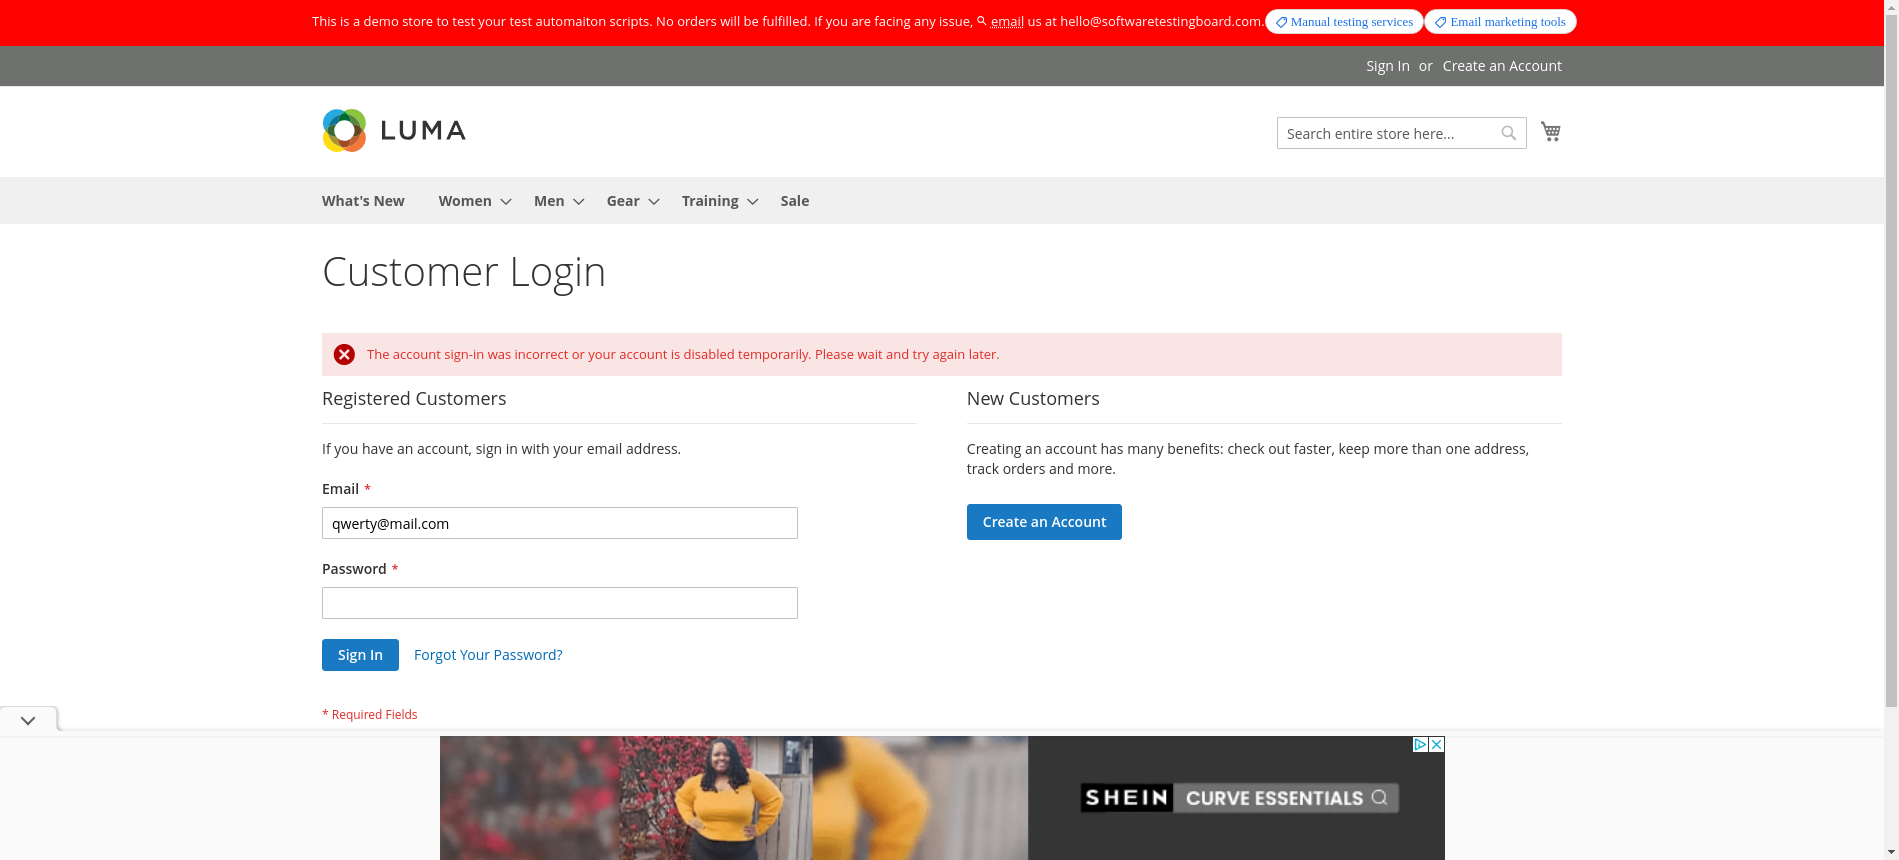 This is a demo store to test your test automaiton scripts. No orders will be fulfilled. If you are facing any issue, email us at hello@softwaretestingboard.com. Manual testing services Email marketing tools
Sign In or Create an Account
LUMA
Search entire store here...
What's New Women Men Gear Training Sale
Customer Login
The account sign-in was incorrect or your account is disabled temporarily. Please wait and try again later.
Registered Customers
If you have an account, sign in with your email address.
Email *
qwerty@mail.com
Password *
Sign In Forgot Your Password?
* Required Fields
New Customers
Creating an account has many benefits: check out faster, keep more than one address,
track orders and more.
Create an Account
SHEIN CURVE ESSENTIALS